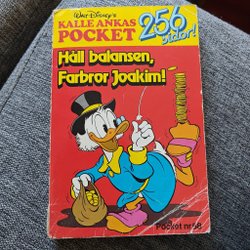 Walt Disney's
KALLE ANKAS
POCKET
256
sidor!
Håll balansen,
Farbror Joakim!
Pocket nr 58